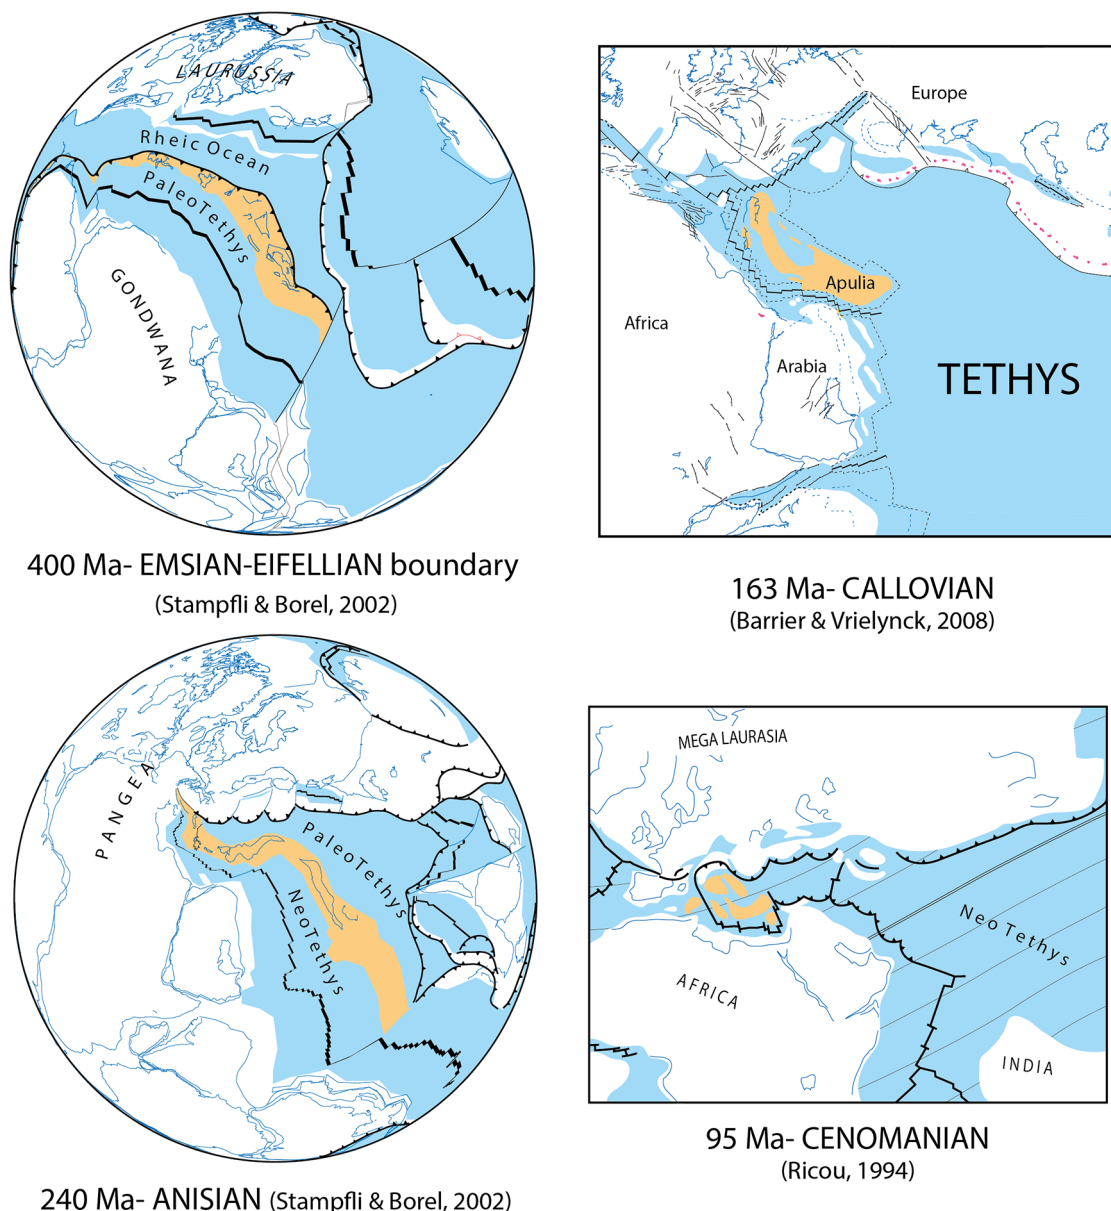 LAURUSSIA
Rheic Ocean
PaleoTethys
GONDWANA
400 Ma- EMSIAN-EIFELLIAN boundary
(Stampfli & Borel, 2002)
Europe
Apulia
Africa
Arabia
TETHYS
163 Ma- CALLOVIAN
(Barrier & Vrielynck, 2008)
PANGEA
PaleoTethys
NeoTethys
240 Ma- ANISIAN (Stampfli & Borel, 2002)
MEGA LAURASIA
Neo Tethys
AFRICA
INDIA
95 Ma- CENOMANIAN
(Ricou, 1994)